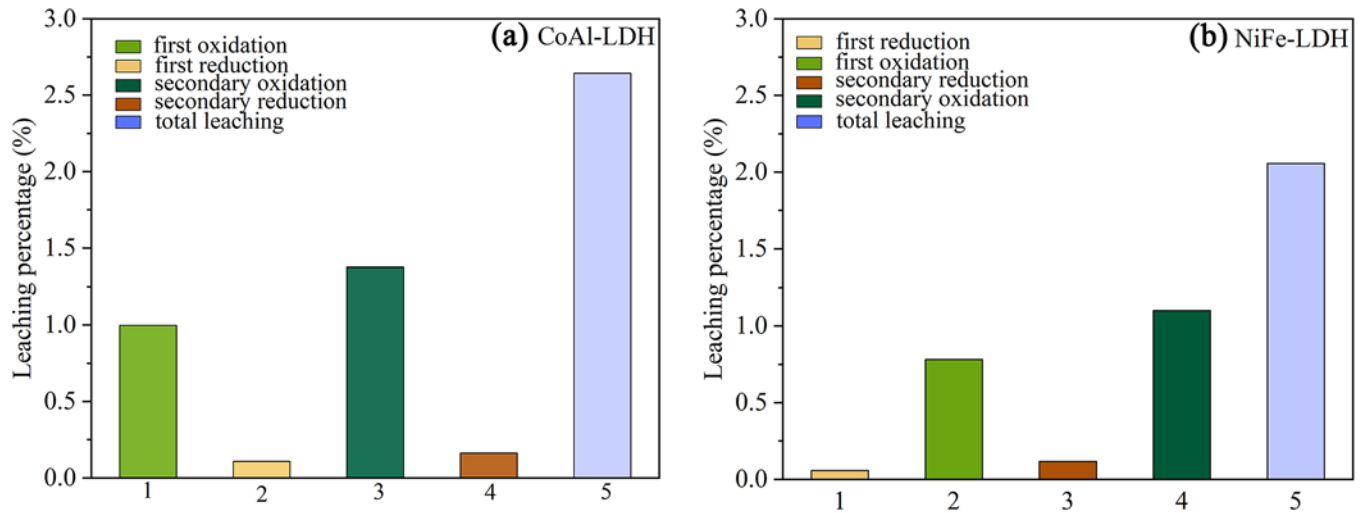 (a) CoAl-LDH
first oxidation
first reduction
secondary oxidation
secondary reduction
total leaching
Leaching percentage (%)
3.0
2.5
2.0
1.5
1.0
0.5
0.0
1 2 3 4 5
(b) NiFe-LDH
first reduction
first oxidation
secondary reduction
secondary oxidation
total leaching
Leaching percentage (%)
3.0
2.5
2.0
1.5
1.0
0.5
0.0
1 2 3 4 5